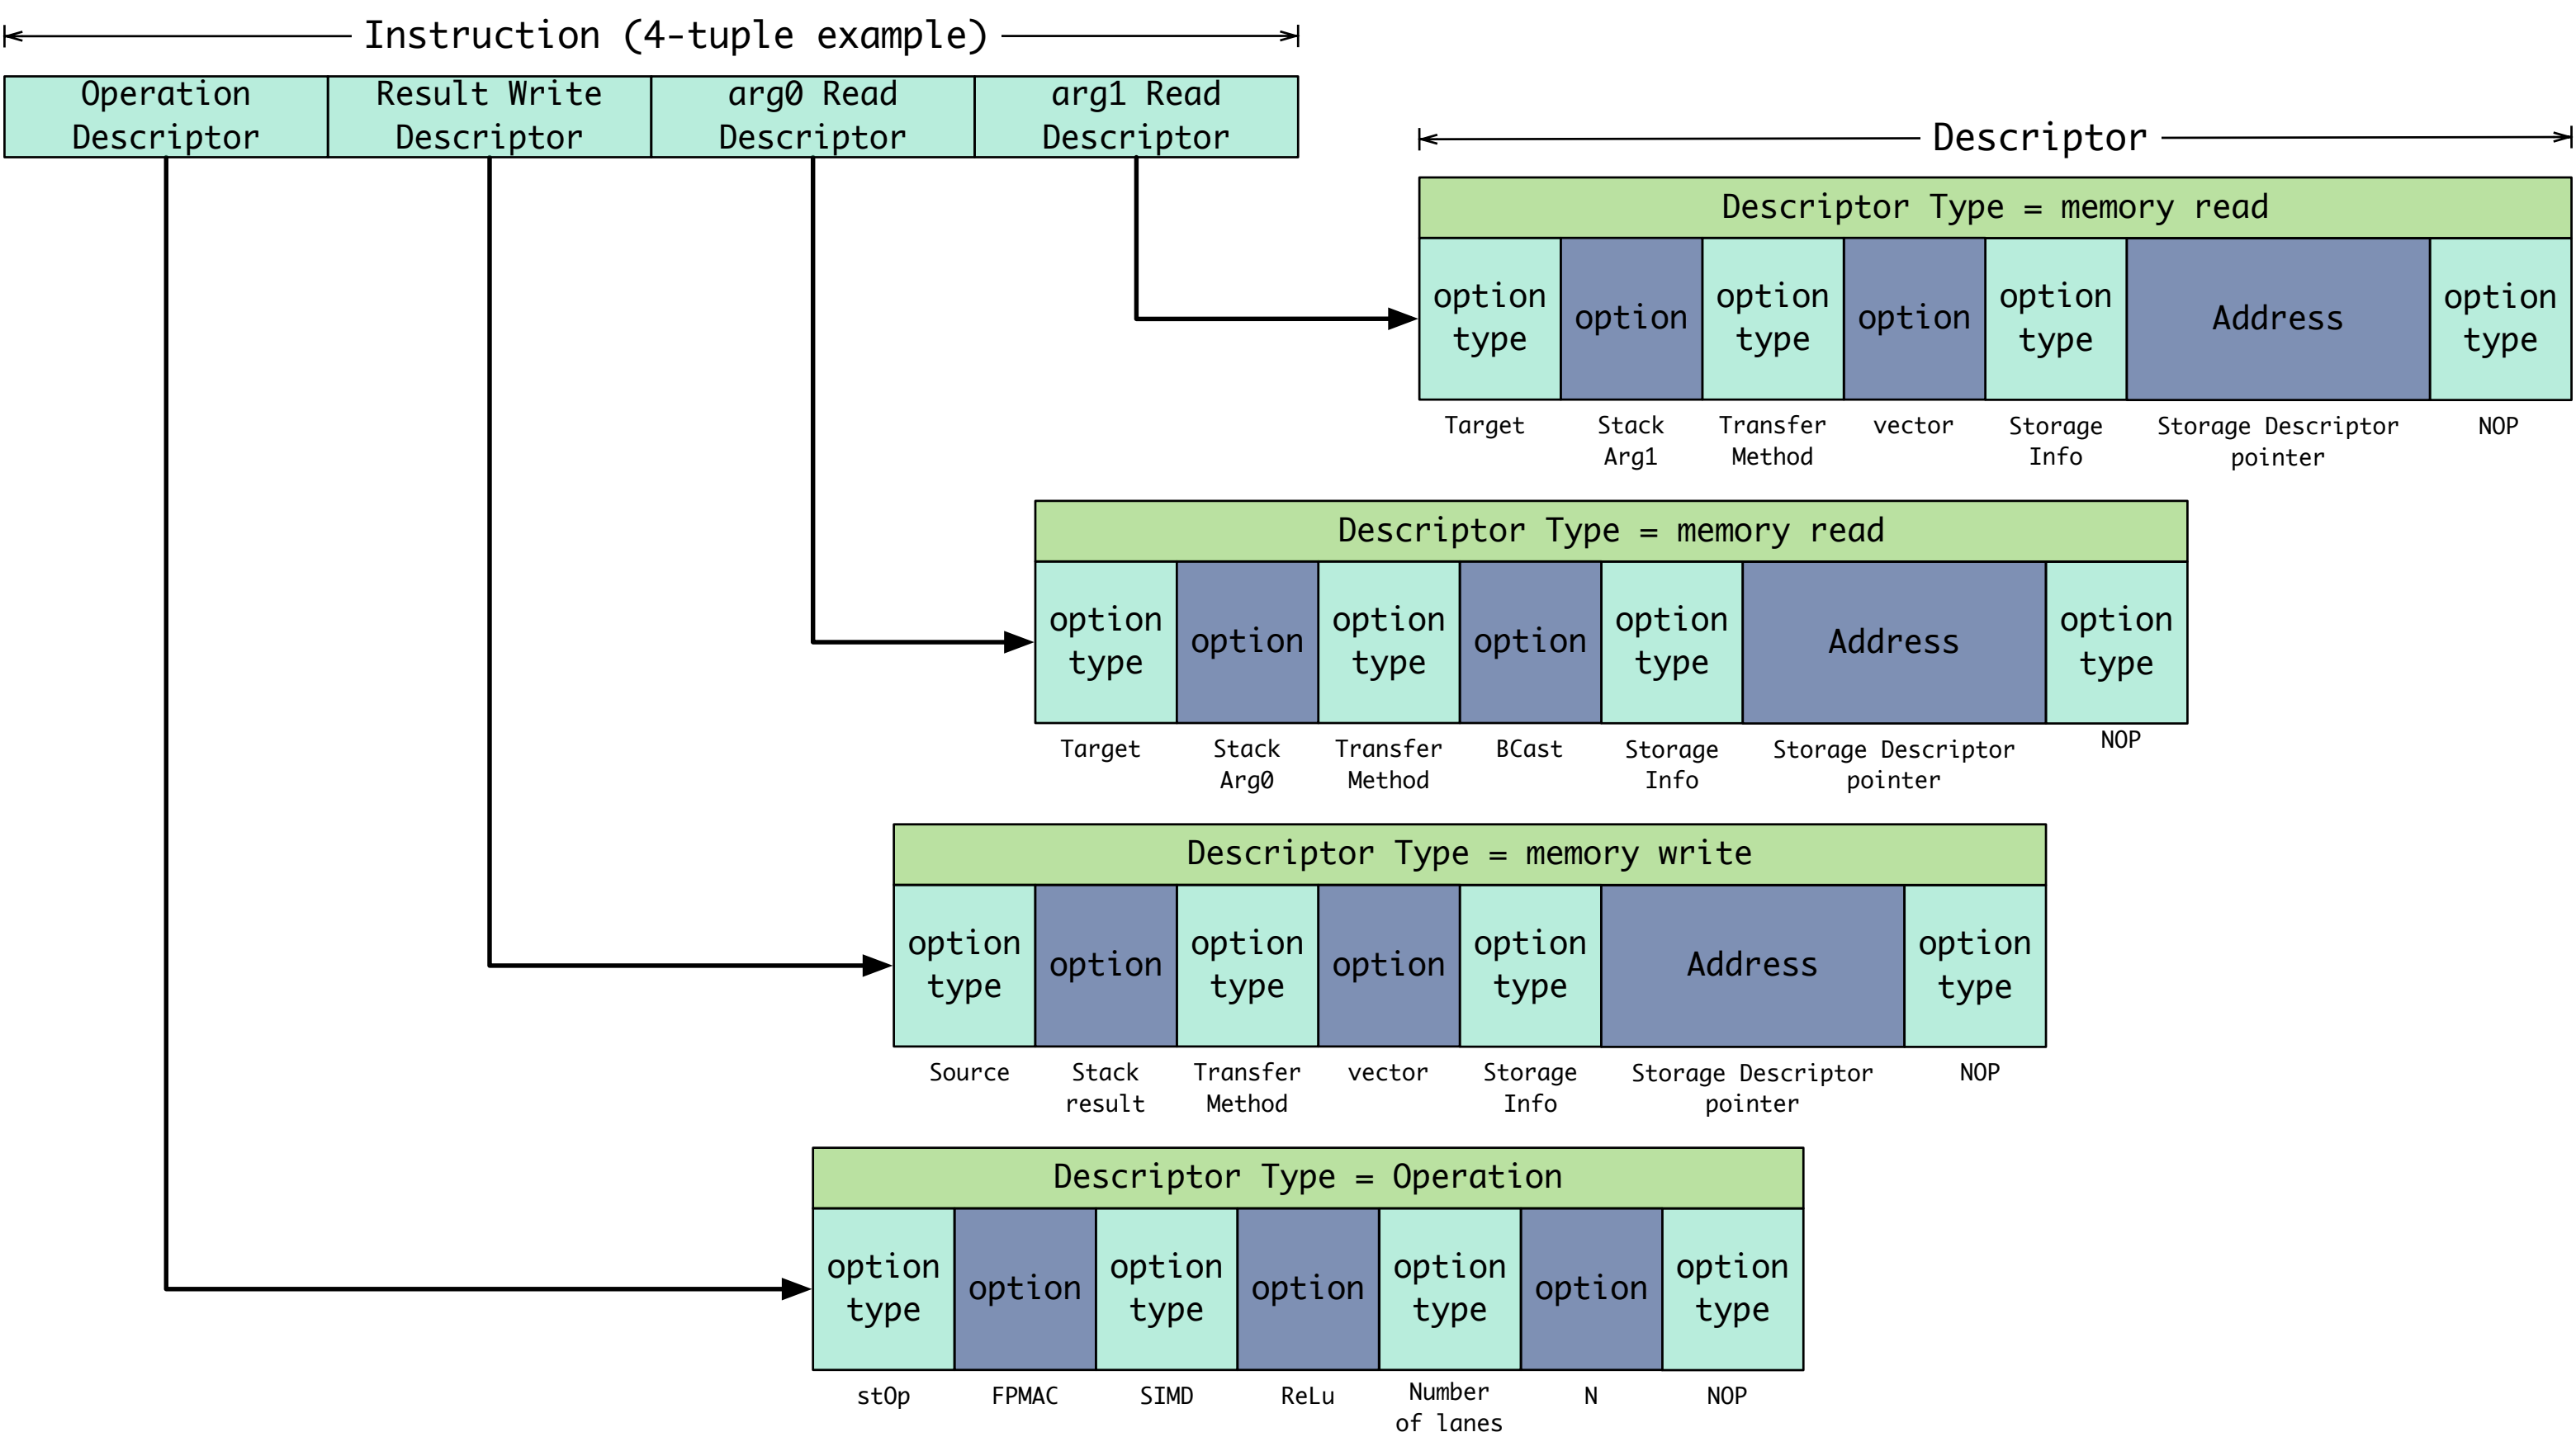 Instruction (4-tuple example)
Operation Descriptor
Result Write Descriptor
arg0 Read Descriptor
arg1 Read Descriptor
Descriptor
Descriptor Type = memory read
option type
option
option type
option
option type
Address
option type
Target
Stack Arg1
Transfer Method
vector
Storage Info
Storage Descriptor pointer
NOP
Descriptor Type = memory read
option type
option
option type
option
option type
Address
option type
Target
Stack Arg0
Transfer Method
BCast
Storage Info
Storage Descriptor pointer
NOP
Descriptor Type = memory write
option type
option
option type
option
option type
Address
option type
Source
Stack result
Transfer Method
vector
Storage Info
Storage Descriptor pointer
NOP
Descriptor Type = Operation
option type
option
option type
option
option type
option
option type
stOp
FPMAC
SIMD
ReLu
Number of lanes
N
NOP